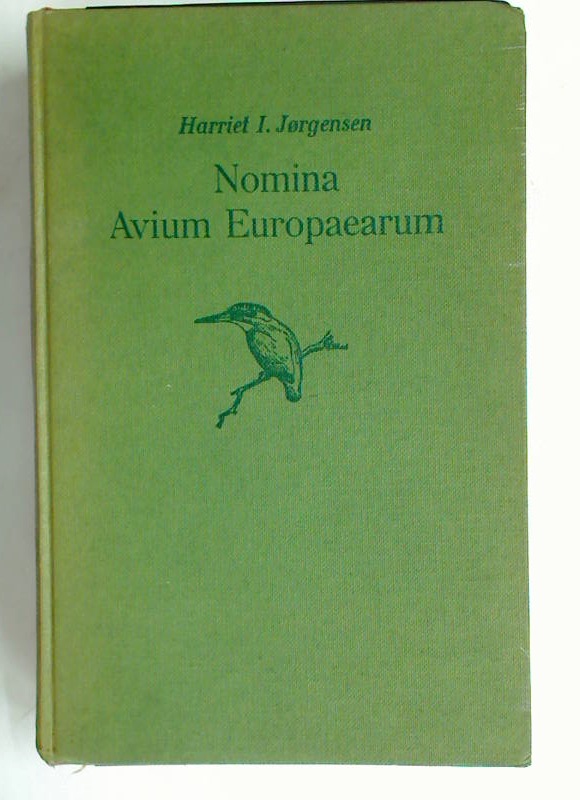 Harriet I. Jørgensen
Nomina
Avium Europaearum